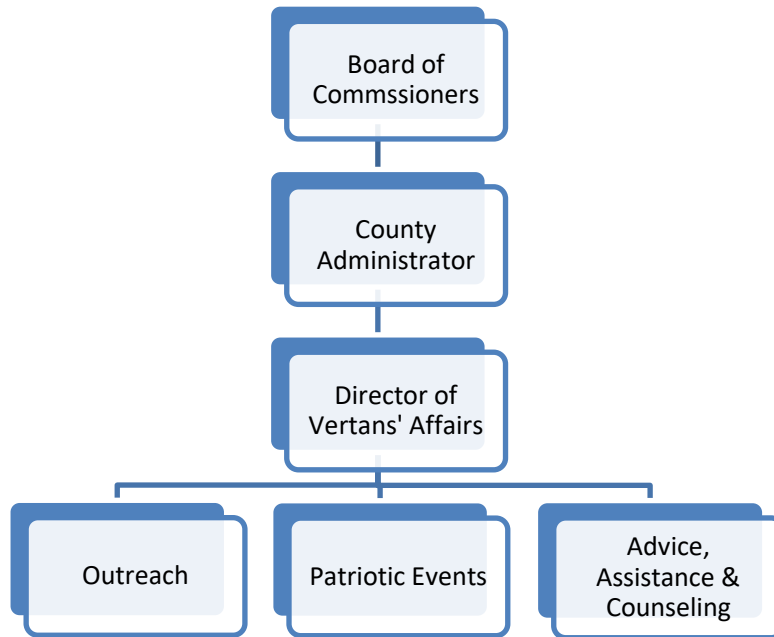 Board of
Commssioners
County
Administrator
Director of
Vertans' Affairs
Outreach
Patriotic Events
Advice,
Assistance &
Counseling